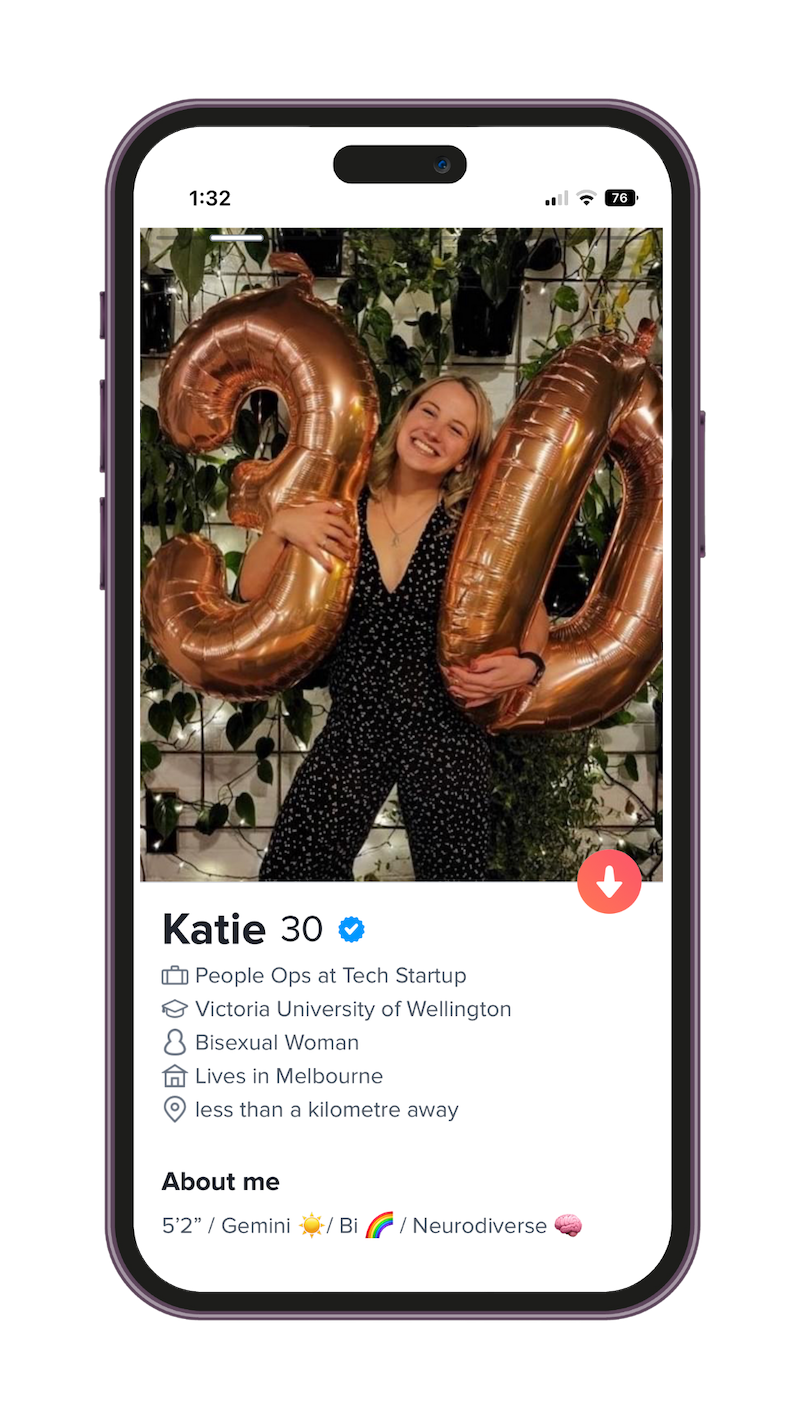 1:32
76
30
Katie 30
People Ops at Tech Startup
Victoria University of Wellington
Bisexual Woman
Lives in Melbourne
less than a kilometre away
About me
5’2” / Gemini ☀️/ Bi 🌈 / Neurodiverse 🧠